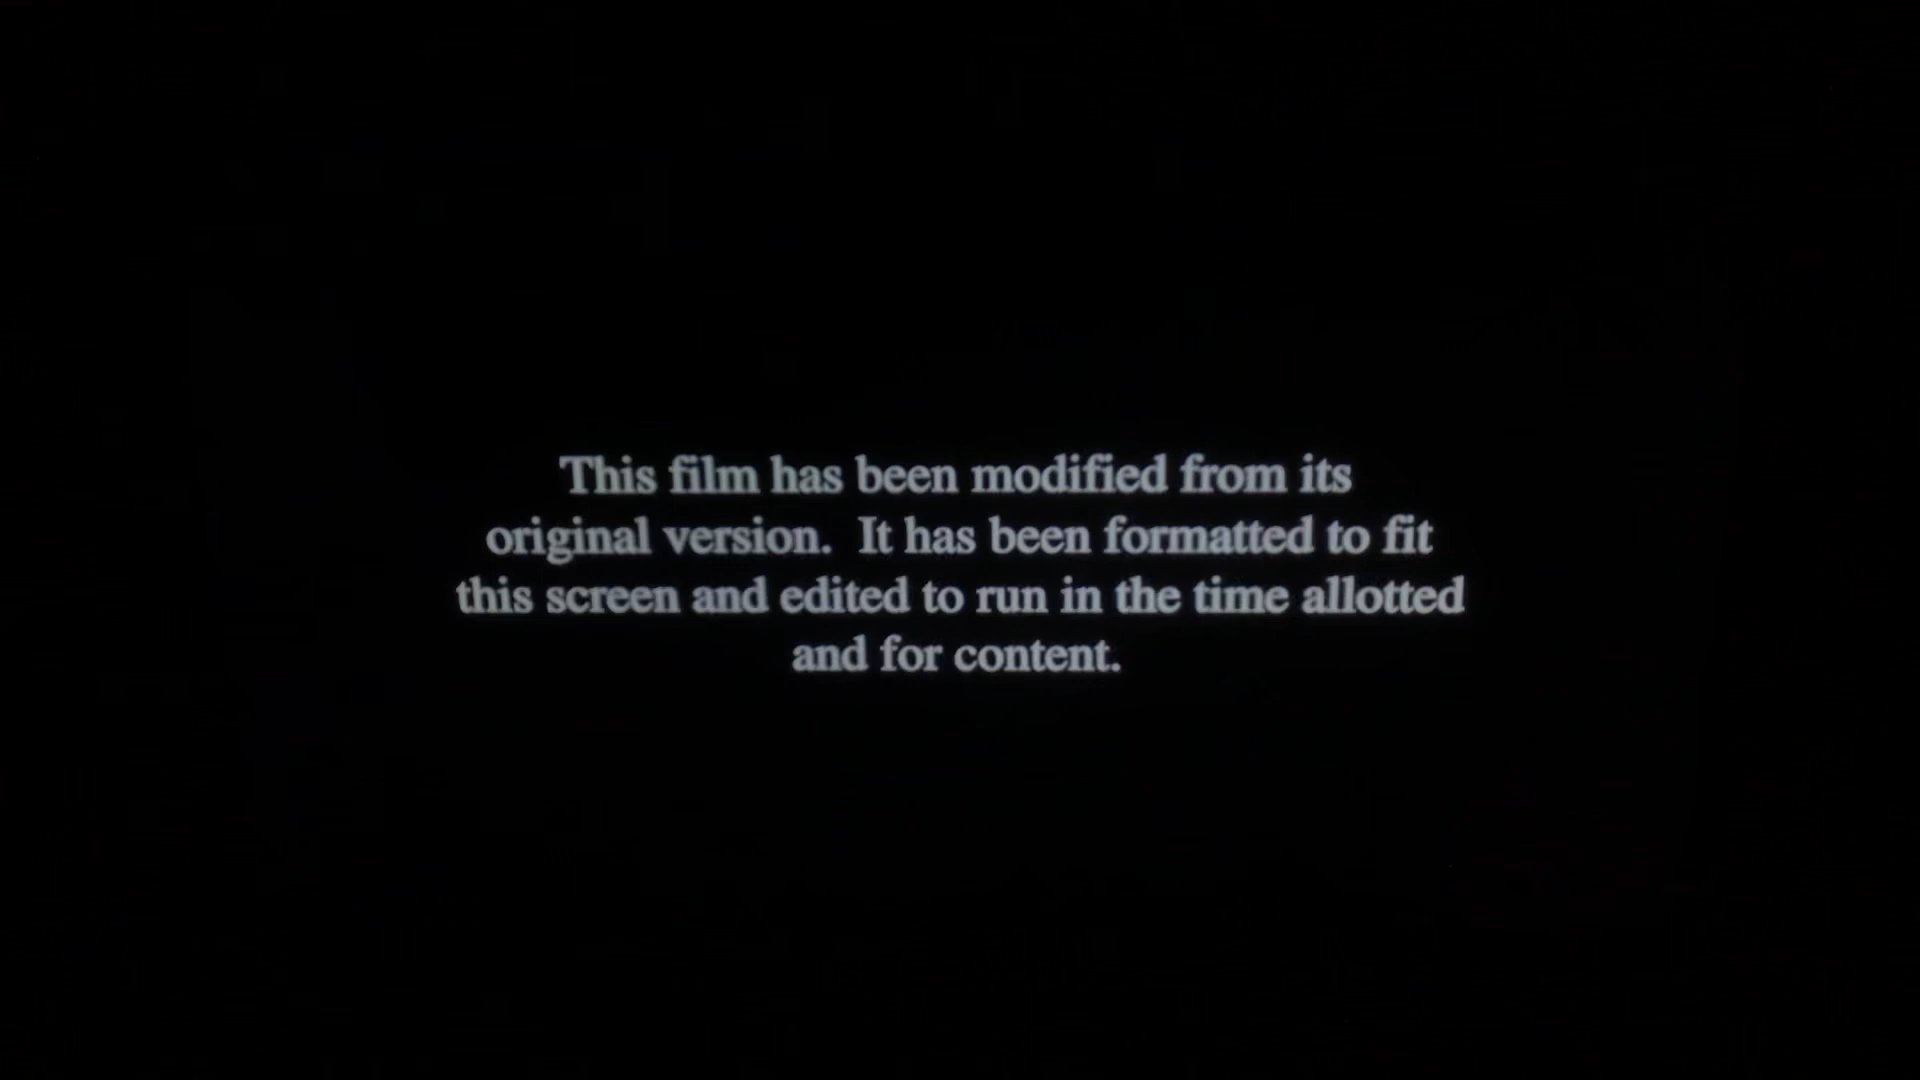 This film has been modified from its
original version.  It has been formatted to fit
this screen and edited to run in the time allotted
and for content.